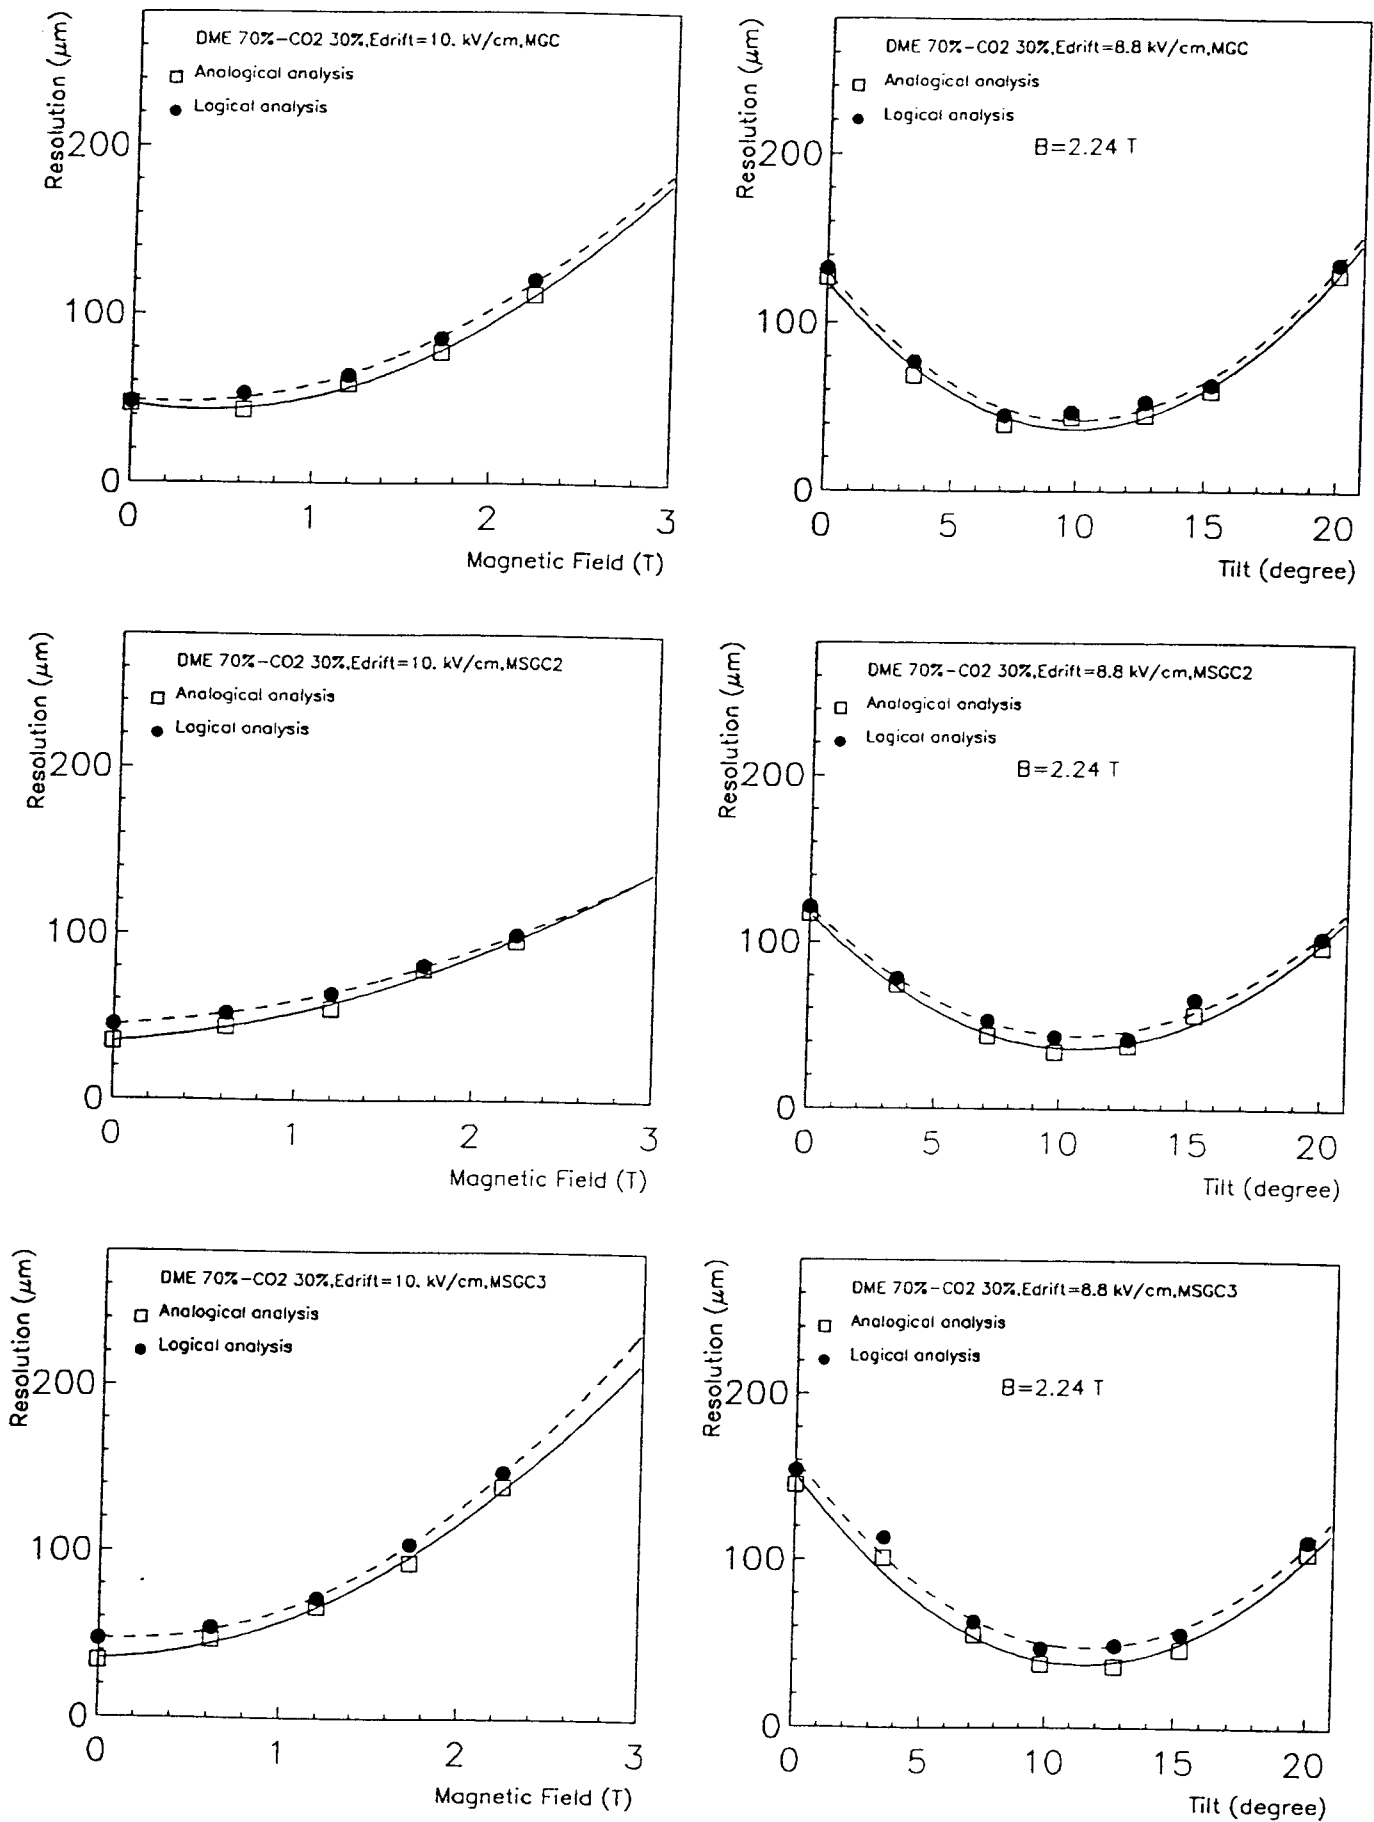 DME 70%-CO2 30%,Edrift=10. kV/cm,MGC
Analogical analysis
Logical analysis
Resolution (μm)
200
100
0
0 1 2 3
Magnetic Field (T)
DME 70%-CO2 30%,Edrift=8.8 kV/cm,MGC
Analogical analysis
Logical analysis
B=2.24 T
Resolution (μm)
200
100
0
0 5 10 15 20
Tilt (degree)
DME 70%-CO2 30%,Edrift=10. kV/cm,MSGC2
Analogical analysis
Logical analysis
Resolution (μm)
200
100
0
0 1 2 3
Magnetic Field (T)
DME 70%-CO2 30%,Edrift=8.8 kV/cm,MSGC2
Analogical analysis
Logical analysis
B=2.24 T
Resolution (μm)
200
100
0
0 5 10 15 20
Tilt (degree)
DME 70%-CO2 30%,Edrift=10. kV/cm,MSGC3
Analogical analysis
Logical analysis
Resolution (μm)
200
100
0
0 1 2 3
Magnetic Field (T)
DME 70%-CO2 30%,Edrift=8.8 kV/cm,MSGC3
Analogical analysis
Logical analysis
B=2.24 T
Resolution (μm)
200
100
0
0 5 10 15 20
Tilt (degree)